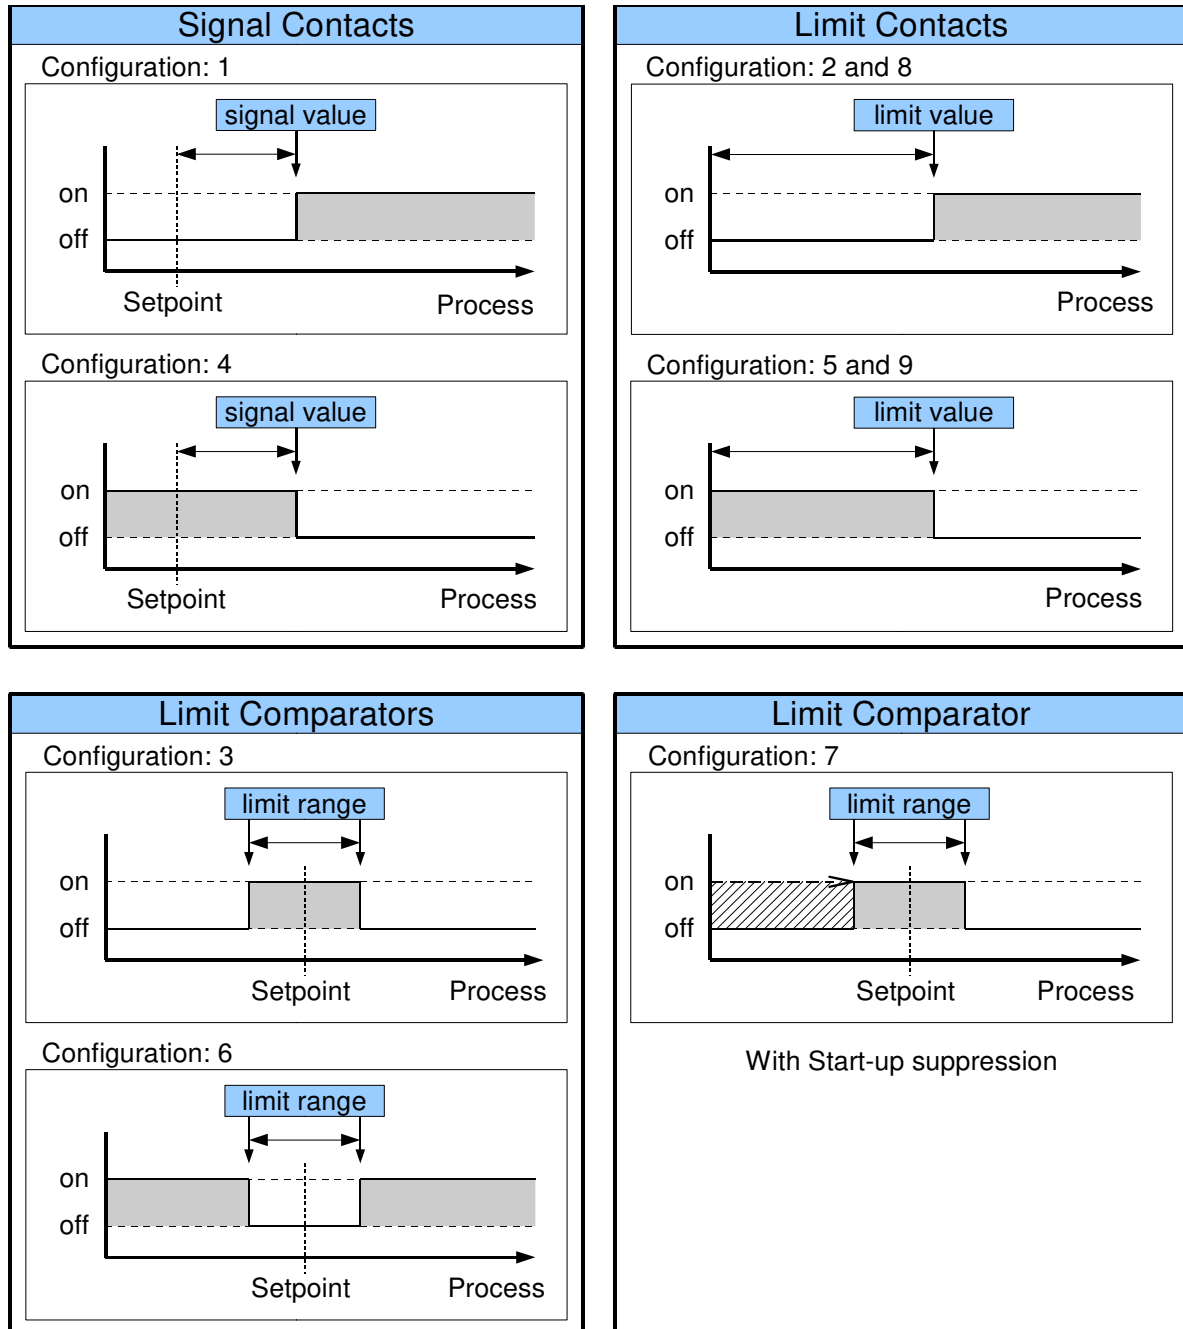 Signal Contacts
Configuration: 1
signal value
on
off
Setpoint
Process
Configuration: 4
signal value
on
off
Setpoint
Process
Limit Contacts
Configuration: 2 and 8
limit value
on
off
Process
Configuration: 5 and 9
limit value
on
off
Process
Limit Comparators
Configuration: 3
limit range
on
off
Setpoint
Process
Configuration: 6
limit range
on
off
Setpoint
Process
Limit Comparator
Configuration: 7
limit range
on
off
Setpoint
Process
With Start-up suppression